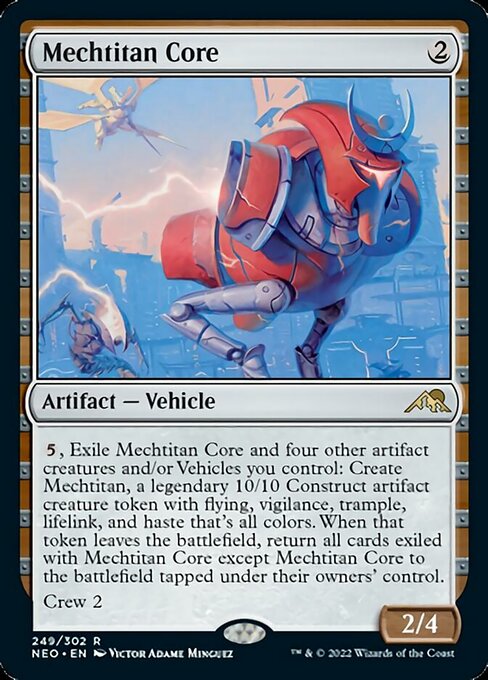 Mechtitan Core 2
Artifact — Vehicle
5, Exile Mechtitan Core and four other artifact
creatures and/or Vehicles you control: Create
Mechtitan, a legendary 10/10 Construct artifact
creature token with flying, vigilance, trample,
lifelink, and haste that's all colors. When that
token leaves the battlefield, return all cards exiled
with Mechtitan Core except Mechtitan Core to
the battlefield tapped under their owners' control.
Crew 2
2/4
249/302 R
NEO • EN Victor Adame Minguez
™ & © 2022 Wizards of the Coast